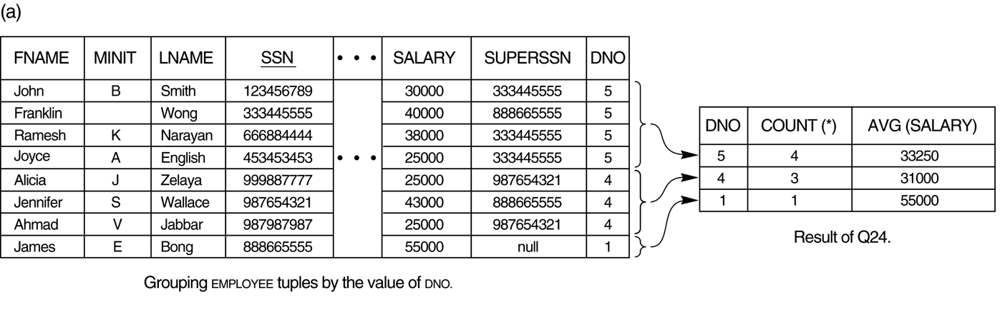 (a)
FNAME MINIT LNAME SSN • • • SALARY SUPERSSN DNO
John B Smith 123456789 30000 333445555 5
Franklin Wong 333445555 40000 888665555 5
Ramesh K Narayan 666884444 38000 333445555 5
Joyce A English 453453453 • • • 25000 333445555 5
Alicia J Zelaya 999887777 25000 987654321 4
Jennifer S Wallace 987654321 43000 888665555 4
Ahmad V Jabbar 987987987 25000 987654321 4
James E Bong 888665555 55000 null 1
Grouping EMPLOYEE tuples by the value of DNO.
DNO COUNT (*) AVG (SALARY)
5 4 33250
4 3 31000
1 1 55000
Result of Q24.